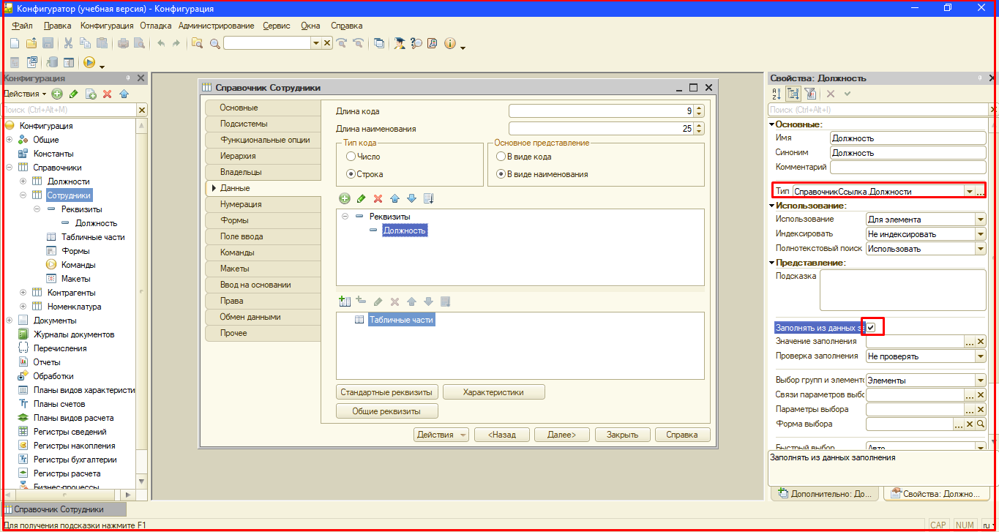 Конфигуратор (учебная версия) - Конфигурация
Файл Правка Конфигурация Отладка Администрирование Сервис Окна Справка
Конфигурация
Действия
Поиск (Ctrl+Alt+M)
Конфигурация
Общие
Константы
Справочники
Должности
Сотрудники
Реквизиты
Должность
Табличные части
Формы
Команды
Макеты
Контрагенты
Номенклатура
Документы
Журналы документов
Перечисления
Отчеты
Обработки
Планы видов характеристи
Планы счетов
Планы видов расчета
Регистры сведений
Регистры накопления
Регистры бухгалтерии
Регистры расчета
Бизнес-процессы
Справочник Сотрудники
Основные
Подсистемы
Функциональные опции
Иерархия
Владельцы
Данные
Нумерация
Формы
Поле ввода
Команды
Макеты
Ввод на основании
Права
Обмен данными
Прочее
Длина кода 9
Длина наименования 25
Тип кода
Число
Строка
Основное представление
В виде кода
В виде наименования
Реквизиты
Должность
Табличные части
Стандартные реквизиты Характеристики
Общие реквизиты
Действия <Назад Далее> Закрыть Справка
Свойства: Должность
Поиск (Ctrl+Alt+I)
Основные:
Имя Должность
Синоним Должность
Комментарий
Тип СправочникСсылка.Должности ...
Использование:
Использование Для элемента
Индексировать Не индексировать
Полнотекстовый поиск Использовать
Представление:
Подсказка
Заполнять из данных з
Значение заполнения ...
Проверка заполнения Не проверять
Выбор групп и элементо Элементы
Связи параметров выбо ...
Параметры выбора ...
Форма выбора ...
Быстрый выбор Авто
Заполнять из данных заполнения
Дополнительно: До... Свойства: Должно...
Справочник Сотрудники
Для получения подсказки нажмите F1 CAP NUM ru